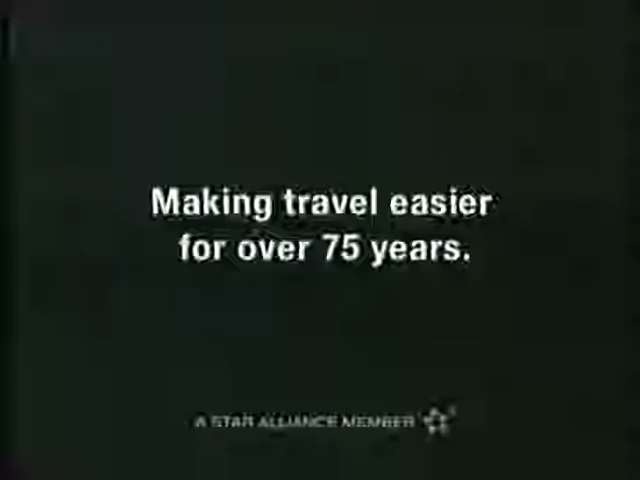 Making travel easier
for over 75 years.
A STAR ALLIANCE MEMBER